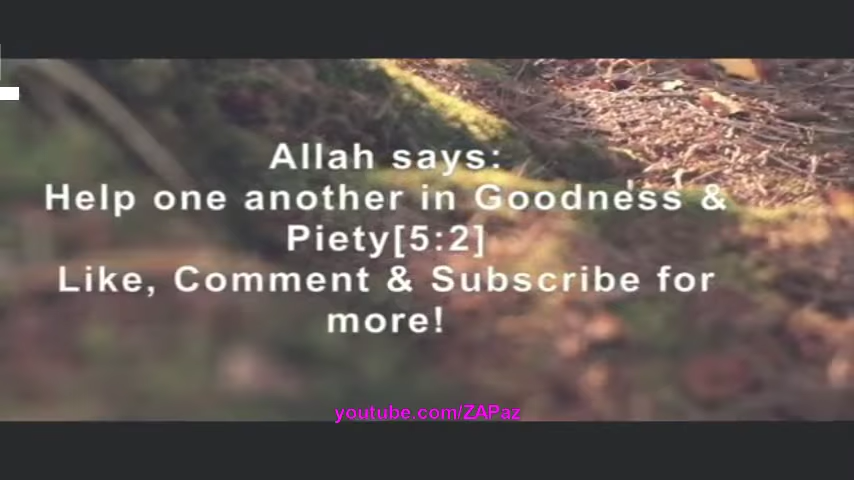 Allah says:
Help one another in Goodness &
Piety[5:2]
Like, Comment & Subscribe for
more!
youtube.com/ZAPaz